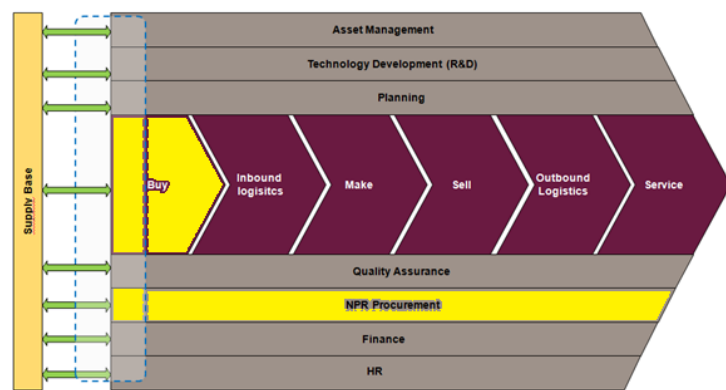 Supply Base
Asset Management
Technology Development (R&D)
Planning
Buy
Inbound
logisitcs
Make
Sell
Outbound
Logistics
Service
Quality Assurance
NPR Procurement
Finance
HR